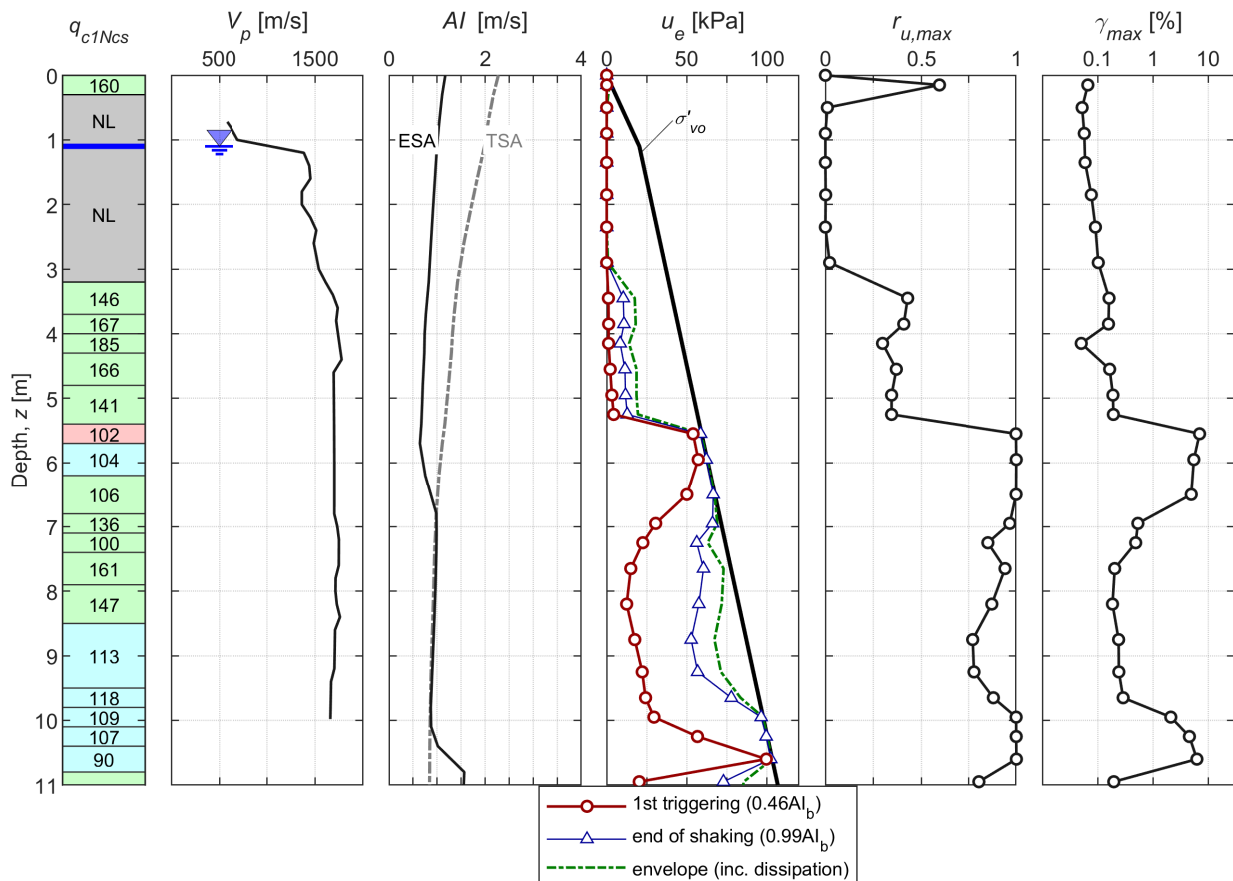 q_c1Ncs
V_p [m/s]
AI [m/s]
u_e [kPa]
r_u,max
γ_max [%]
500 1500
0 2 4
0 50 100
0 0.5 1
0.1 1 10
Depth, z [m]
0
1
2
3
4
5
6
7
8
9
10
11
160
NL
NL
146
167
185
166
141
102
104
106
136
100
161
147
113
118
109
107
90
ESA
TSA
σ'_vo
1st triggering (0.46AI_b)
end of shaking (0.99AI_b)
envelope (inc. dissipation)